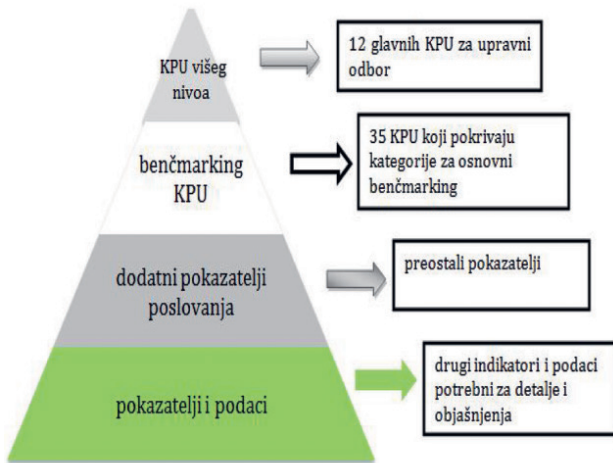 KPU višeg
nivoa
12 glavnih KPU za upravni
odbor
benčmarking
KPU
35 KPU koji pokrivaju
kategorije za osnovni
benčmarking
dodatni pokazatelji
poslovanja
preostali pokazatelji
pokazatelji i podaci
drugi indikatori i podaci
potrebni za detalje i
objašnjenja